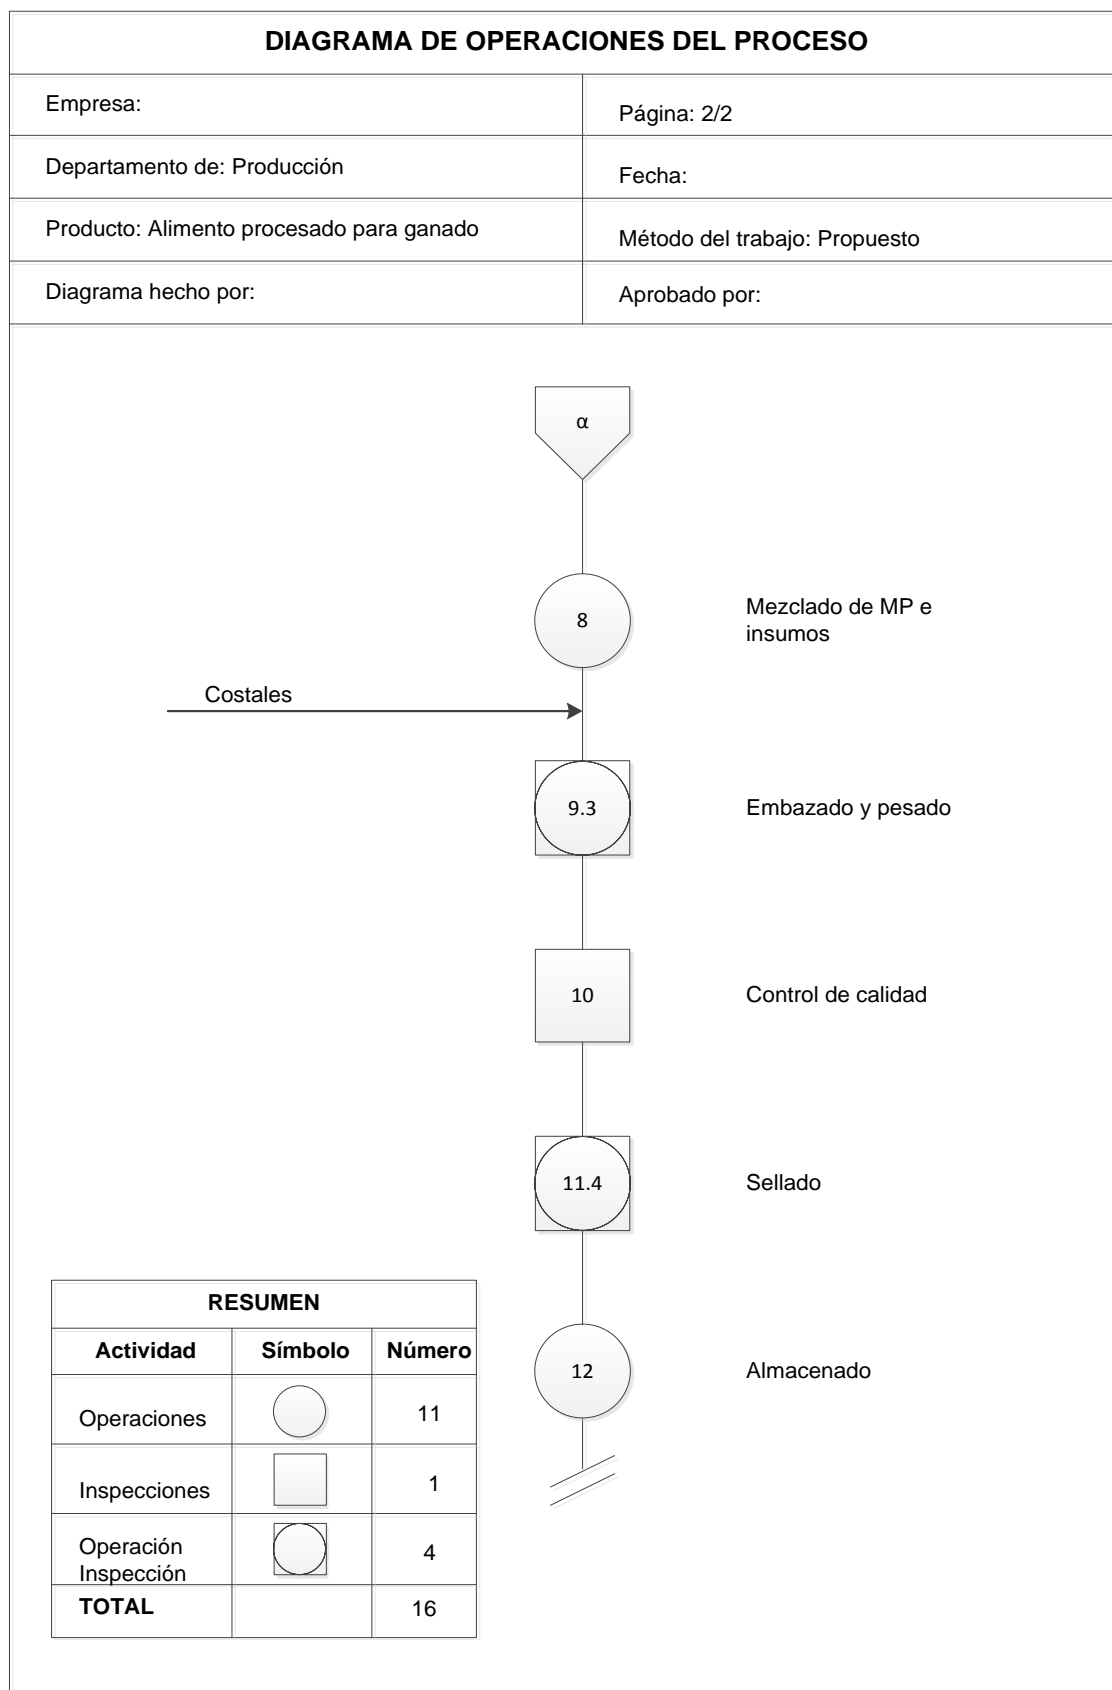 DIAGRAMA DE OPERACIONES DEL PROCESO
Empresa:
Página: 2/2
Departamento de: Producción
Fecha:
Producto: Alimento procesado para ganado
Método del trabajo: Propuesto
Diagrama hecho por:
Aprobado por:
α
8
Mezclado de MP e
insumos
Costales
9.3
Embazado y pesado
10
Control de calidad
11.4
Sellado
12
Almacenado
RESUMEN
Actividad Símbolo Número
Operaciones 11
Inspecciones 1
Operación
Inspección 4
TOTAL 16